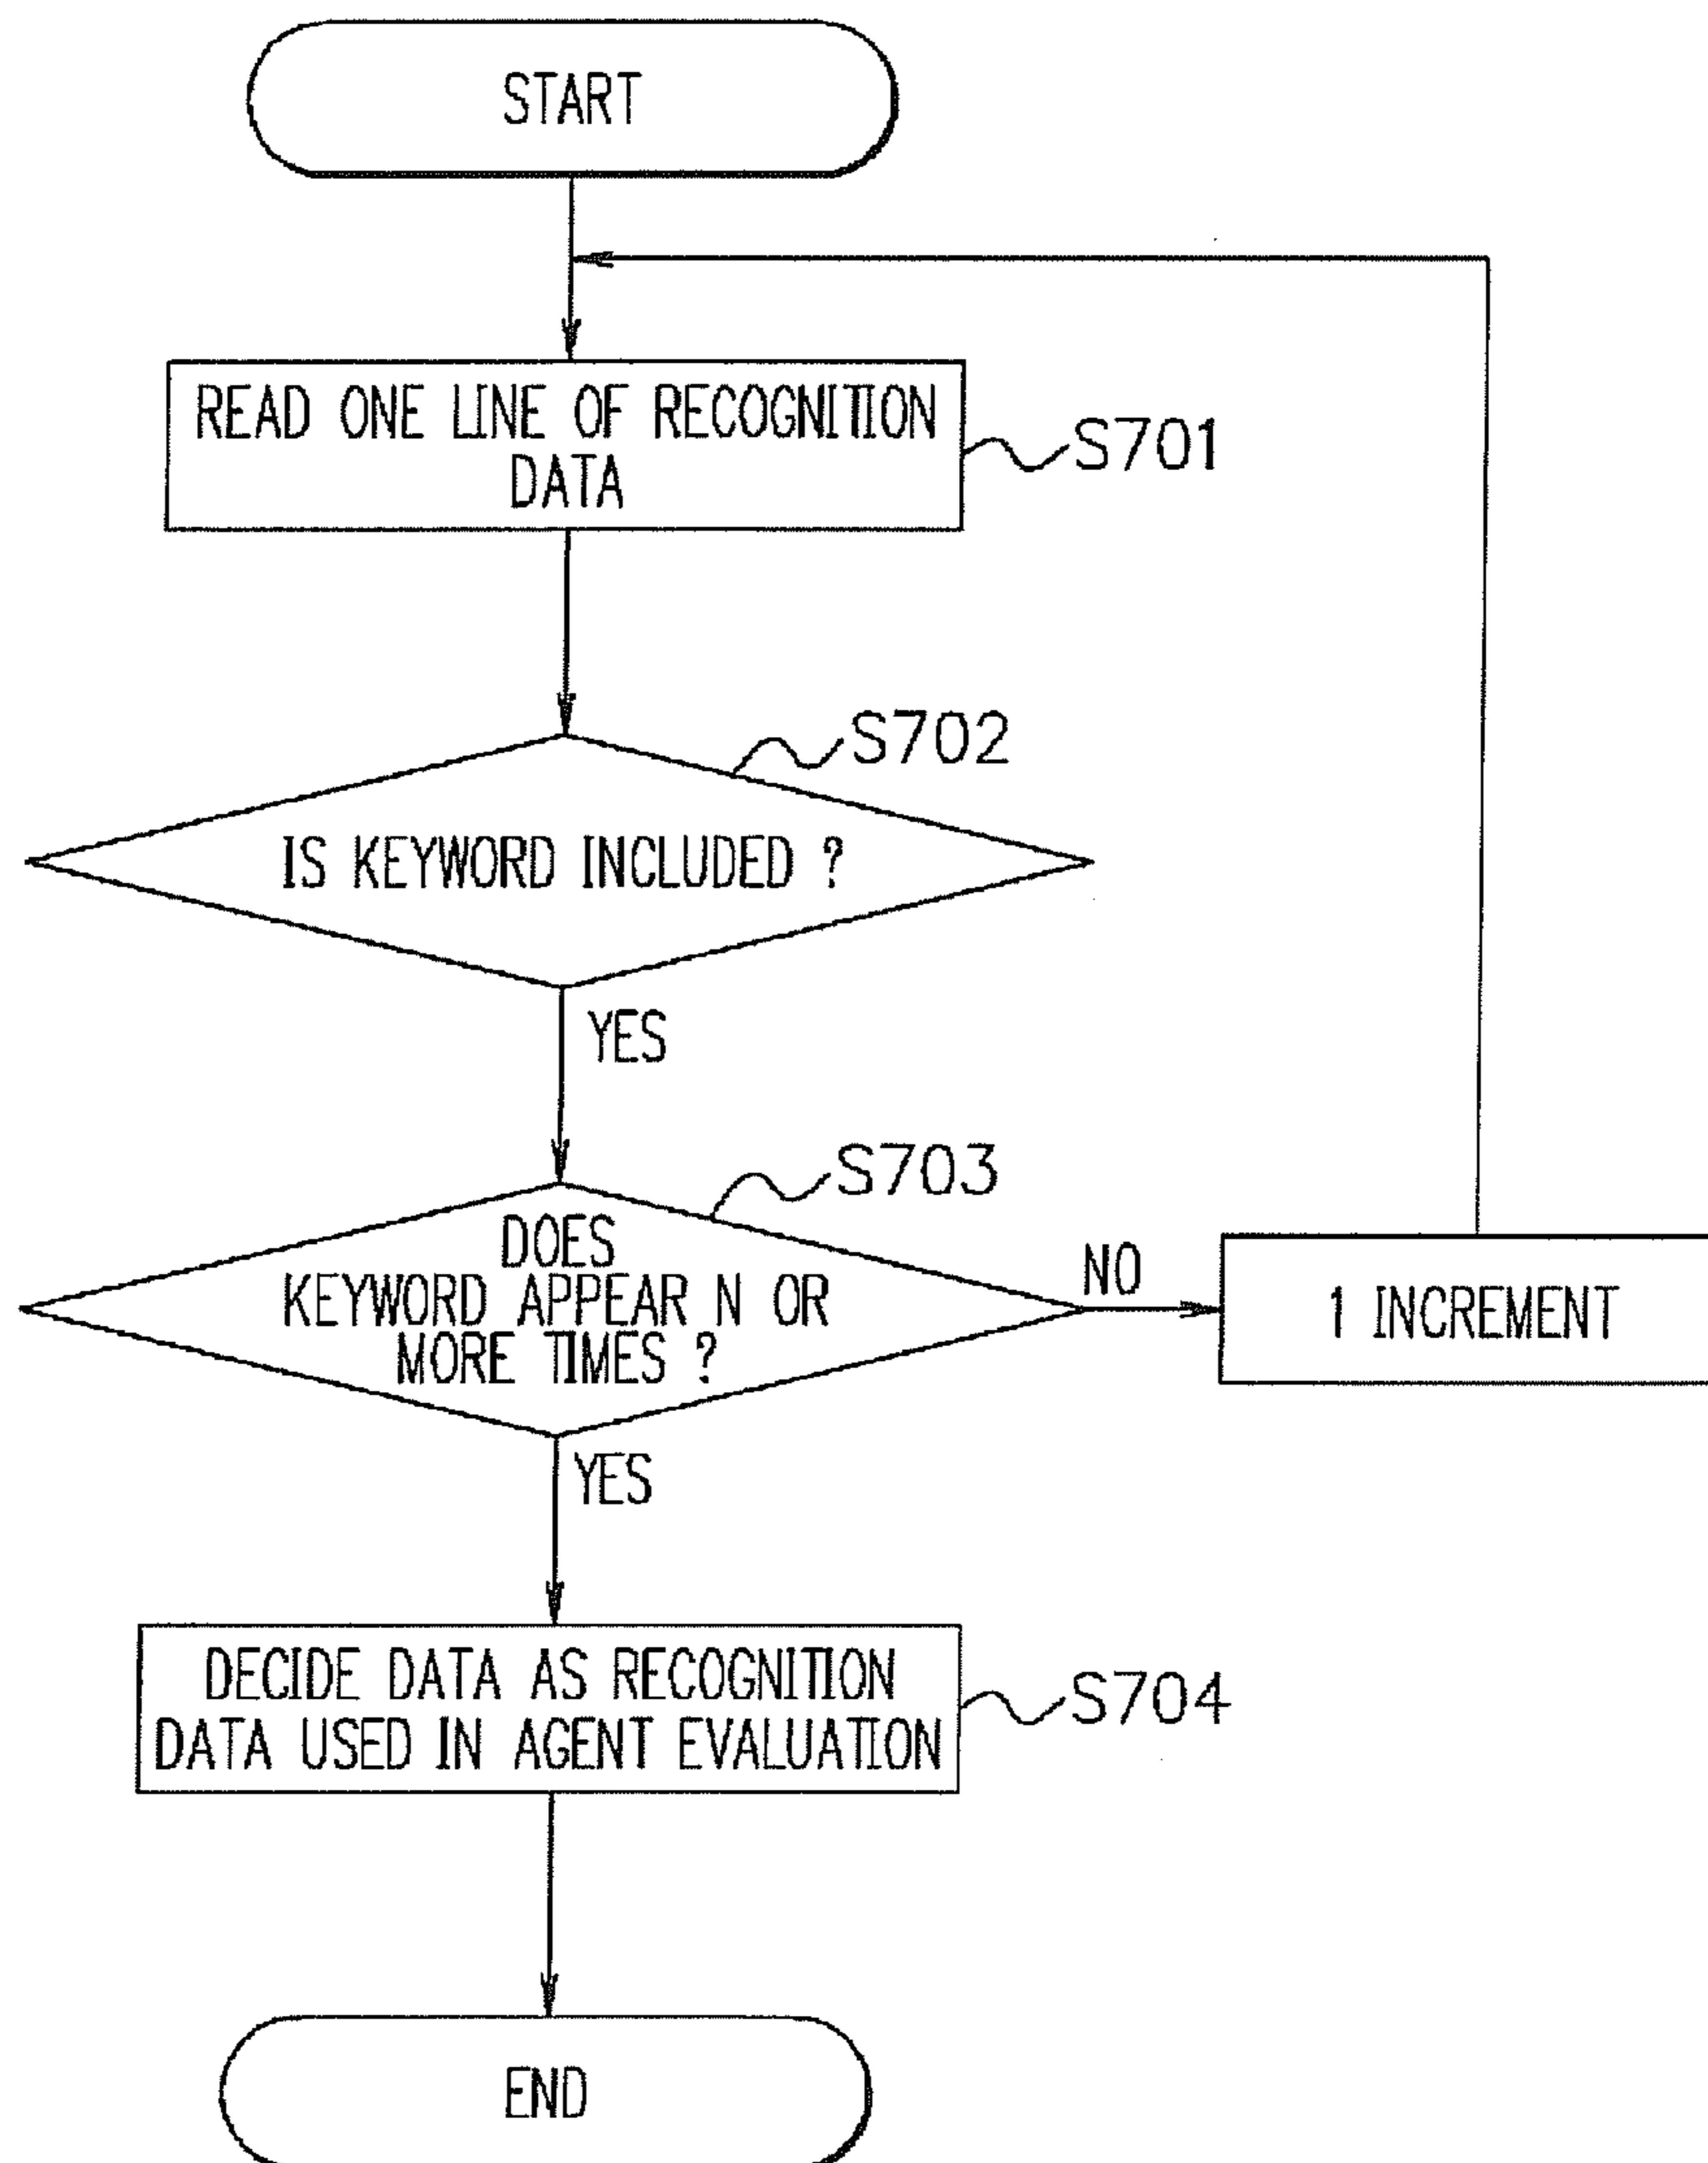 START
READ ONE LINE OF RECOGNITION
DATA
S701
S702
IS KEYWORD INCLUDED ?
YES
S703
DOES
KEYWORD APPEAR N OR
MORE TIMES ?
NO
1 INCREMENT
YES
DECIDE DATA AS RECOGNITION
DATA USED IN AGENT EVALUATION
S704
END